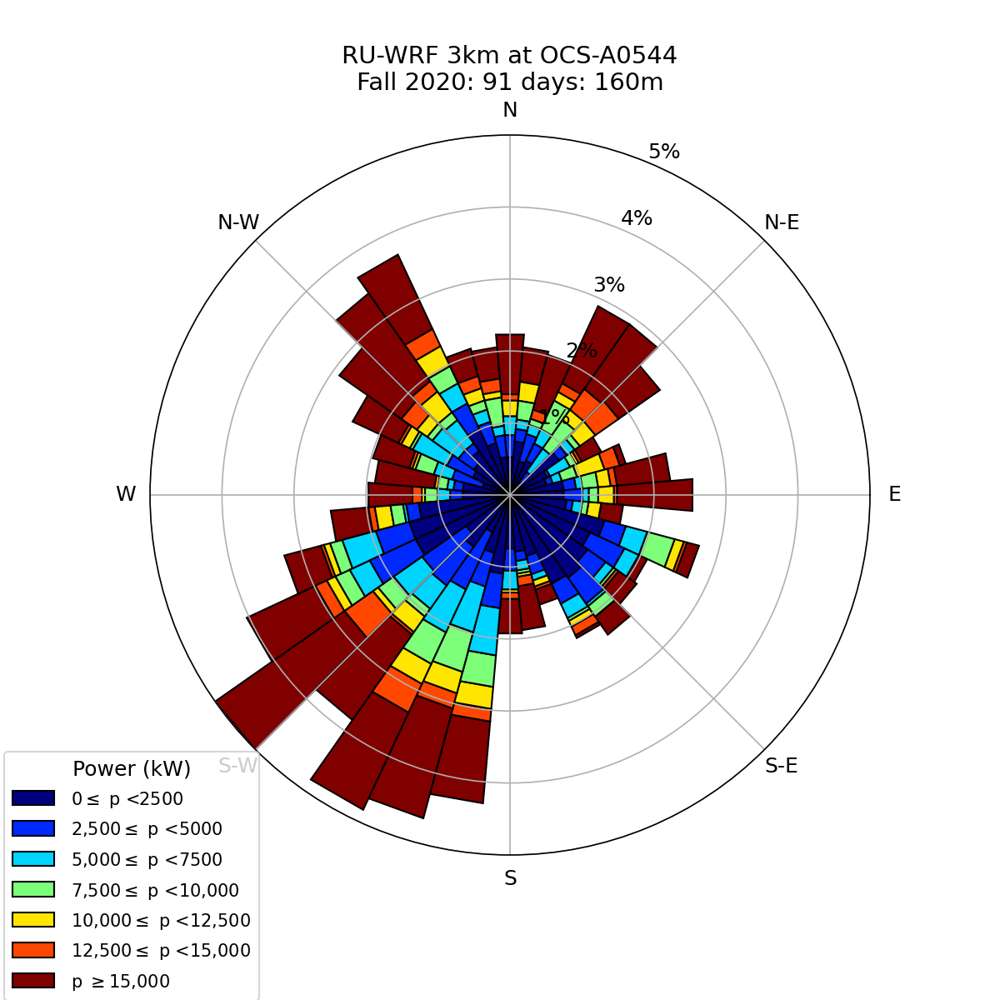 RU-WRF 3km at OCS-A0544
Fall 2020: 91 days: 160m
N
5%
N-W
4%
N-E
3%
2%
1%
W
E
S-W
S-E
S
Power (kW)
0≤ p <2500
2,500≤ p <5000
5,000≤ p <7500
7,500≤ p <10,000
10,000≤ p <12,500
12,500≤ p <15,000
p ≥15,000